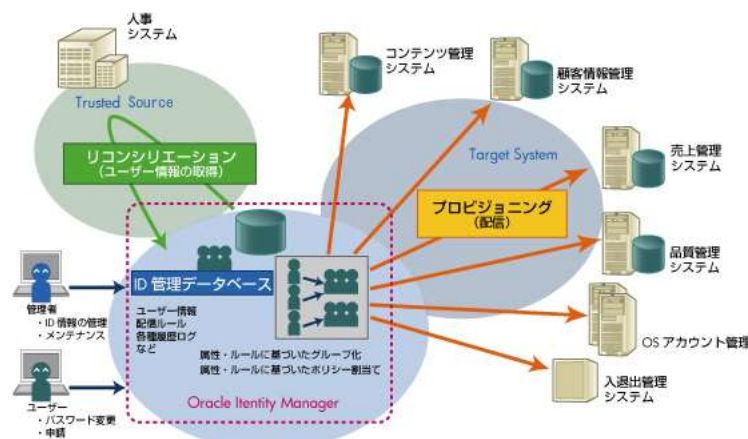 人事
システム
Trusted Source
リコンシリエーション
(ユーザー情報の取得)
コンテンツ管理
システム
顧客情報管理
システム
Target System
売上管理
システム
プロビジョニング
(配信)
品質管理
システム
ID 管理データベース
ユーザー情報
配信ルール
各種履歴ログ
など
管理者
・ID 情報の管理
・メンテナンス
OS アカウント管理
属性・ルールに基づいたグループ化
属性・ルールに基づいたポリシー割当て
入退出管理
システム
Oracle Itentity Manager
ユーザー
・パスワード変更
・申請